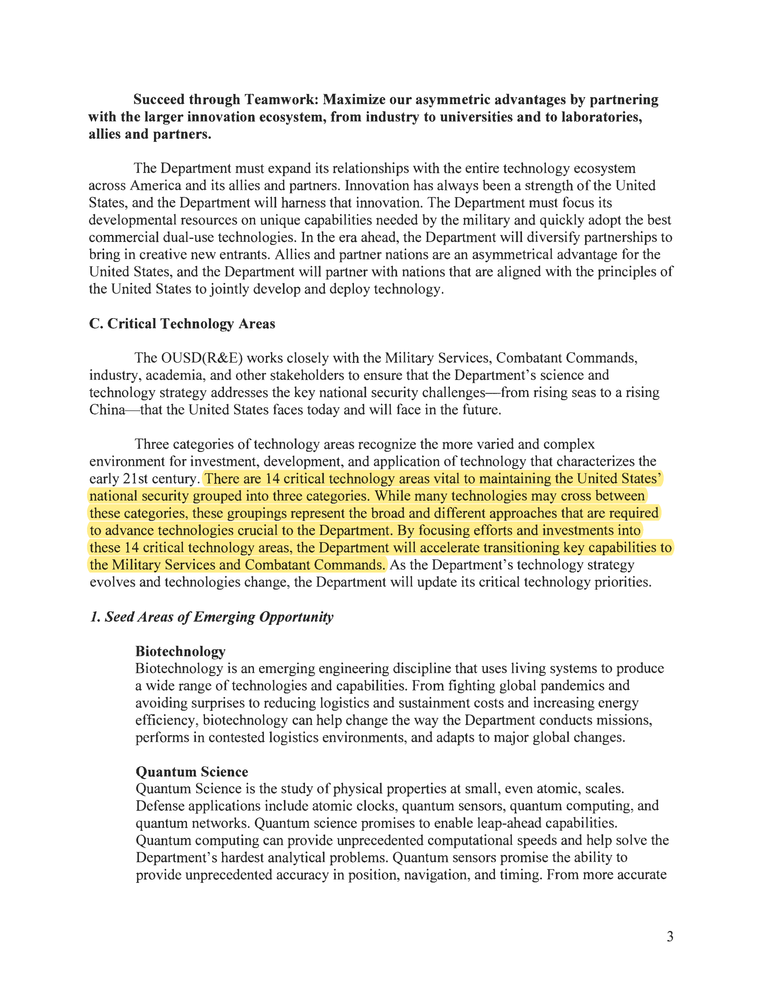 Succeed through Teamwork: Maximize our asymmetric advantages by partnering
with the larger innovation ecosystem, from industry to universities and to laboratories,
allies and partners.
The Department must expand its relationships with the entire technology ecosystem
across America and its allies and partners. Innovation has always been a strength of the United
States, and the Department will harness that innovation. The Department must focus its
developmental resources on unique capabilities needed by the military and quickly adopt the best
commercial dual-use technologies. In the era ahead, the Department will diversify partnerships to
bring in creative new entrants. Allies and partner nations are an asymmetrical advantage for the
United States, and the Department will partner with nations that are aligned with the principles of
the United States to jointly develop and deploy technology.
C. Critical Technology Areas
The OUSD(R&E) works closely with the Military Services, Combatant Commands,
industry, academia, and other stakeholders to ensure that the Department's science and
technology strategy addresses the key national security challenges—from rising seas to a rising
China—that the United States faces today and will face in the future.
Three categories of technology areas recognize the more varied and complex
environment for investment, development, and application of technology that characterizes the
early 21st century. There are 14 critical technology areas vital to maintaining the United States'
national security grouped into three categories. While many technologies may cross between
these categories, these groupings represent the broad and different approaches that are required
to advance technologies crucial to the Department. By focusing efforts and investments into
these 14 critical technology areas, the Department will accelerate transitioning key capabilities to
the Military Services and Combatant Commands. As the Department's technology strategy
evolves and technologies change, the Department will update its critical technology priorities.
1. Seed Areas of Emerging Opportunity
Biotechnology
Biotechnology is an emerging engineering discipline that uses living systems to produce
a wide range of technologies and capabilities. From fighting global pandemics and
avoiding surprises to reducing logistics and sustainment costs and increasing energy
efficiency, biotechnology can help change the way the Department conducts missions,
performs in contested logistics environments, and adapts to major global changes.
Quantum Science
Quantum Science is the study of physical properties at small, even atomic, scales.
Defense applications include atomic clocks, quantum sensors, quantum computing, and
quantum networks. Quantum science promises to enable leap-ahead capabilities.
Quantum computing can provide unprecedented computational speeds and help solve the
Department's hardest analytical problems. Quantum sensors promise the ability to
provide unprecedented accuracy in position, navigation, and timing. From more accurate
3